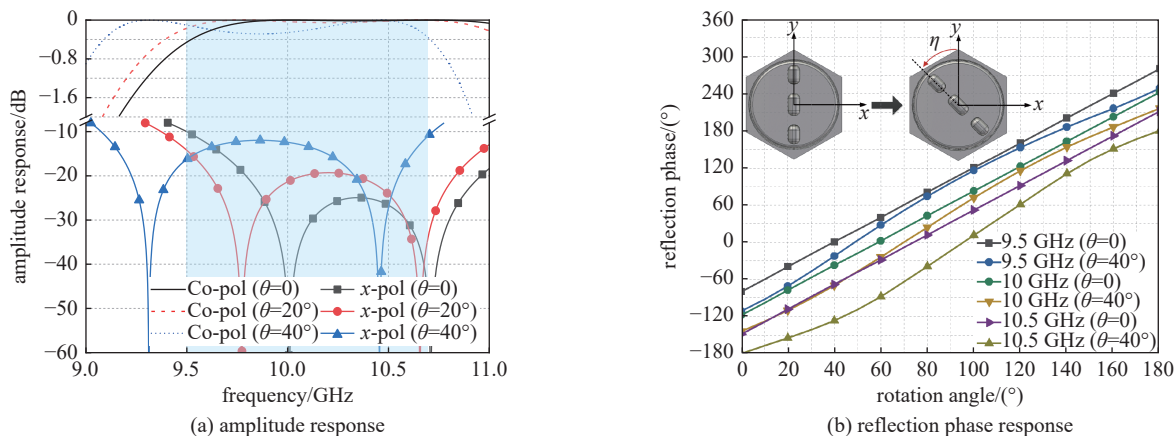 0
−0.8
−1.6
−10
−20
−30
−40
−50
−60
amplitude response/dB
Co-pol (θ=0)
Co-pol (θ=20°)
Co-pol (θ=40°)
x-pol (θ=0)
x-pol (θ=20°)
x-pol (θ=40°)
9.0 9.5 10.0 10.5 11.0
frequency/GHz
(a) amplitude response
360
300
240
180
120
60
0
−60
−120
−180
reflection phase/(°)
y
x
η
y
x
9.5 GHz (θ=0)
9.5 GHz (θ=40°)
10 GHz (θ=0)
10 GHz (θ=40°)
10.5 GHz (θ=0)
10.5 GHz (θ=40°)
0 20 40 60 80 100 120 140 160 180
rotation angle/(°)
(b) reflection phase response